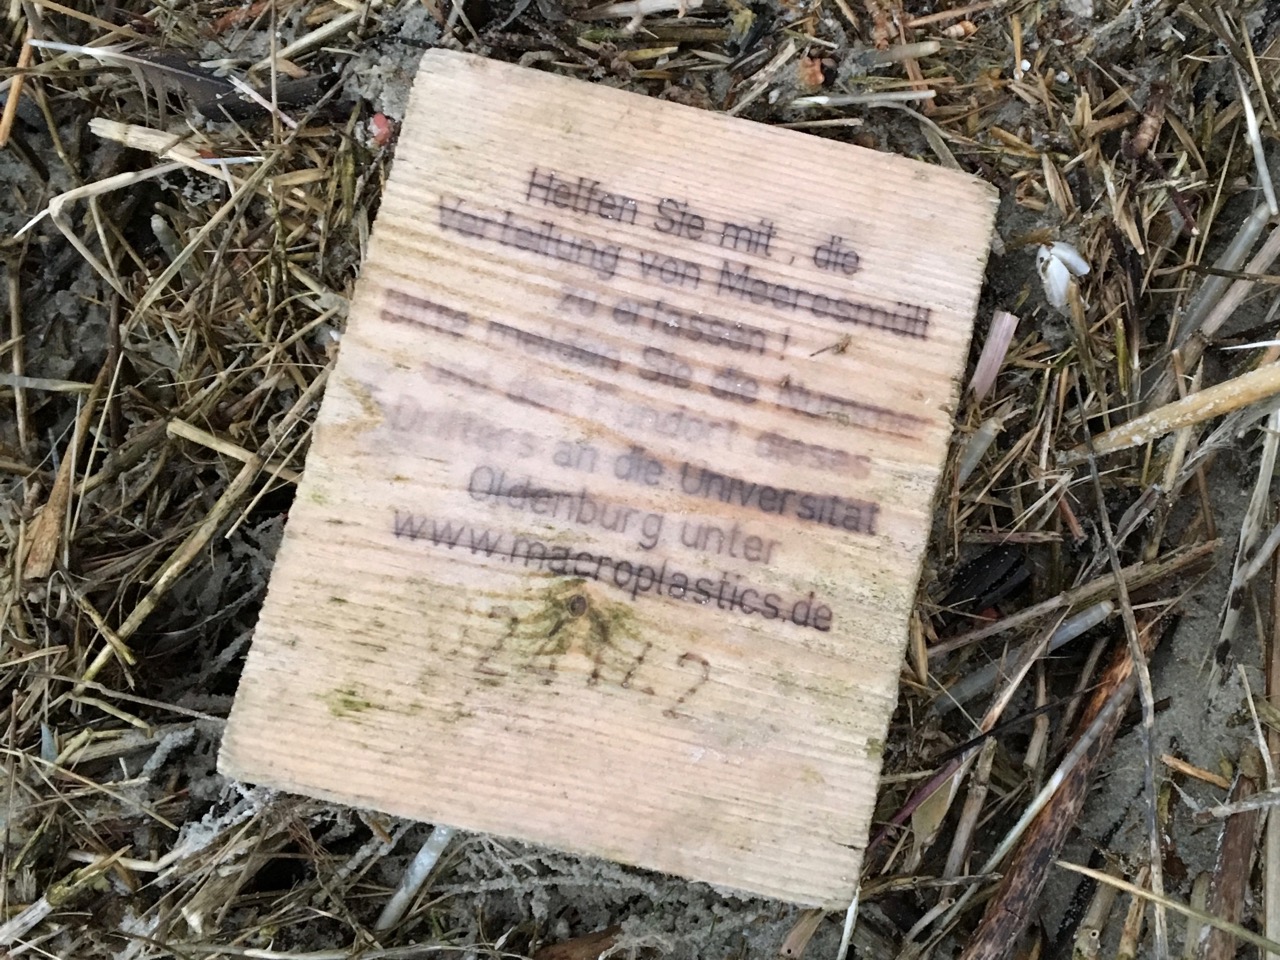 Helfen Sie mit, die
Verteilung von Meeresmüll
zu erfassen!
Bitte melden Sie die Nummer
und den Fundort dieses
Drifters an die Universität
Oldenburg unter
www.macroplastics.de